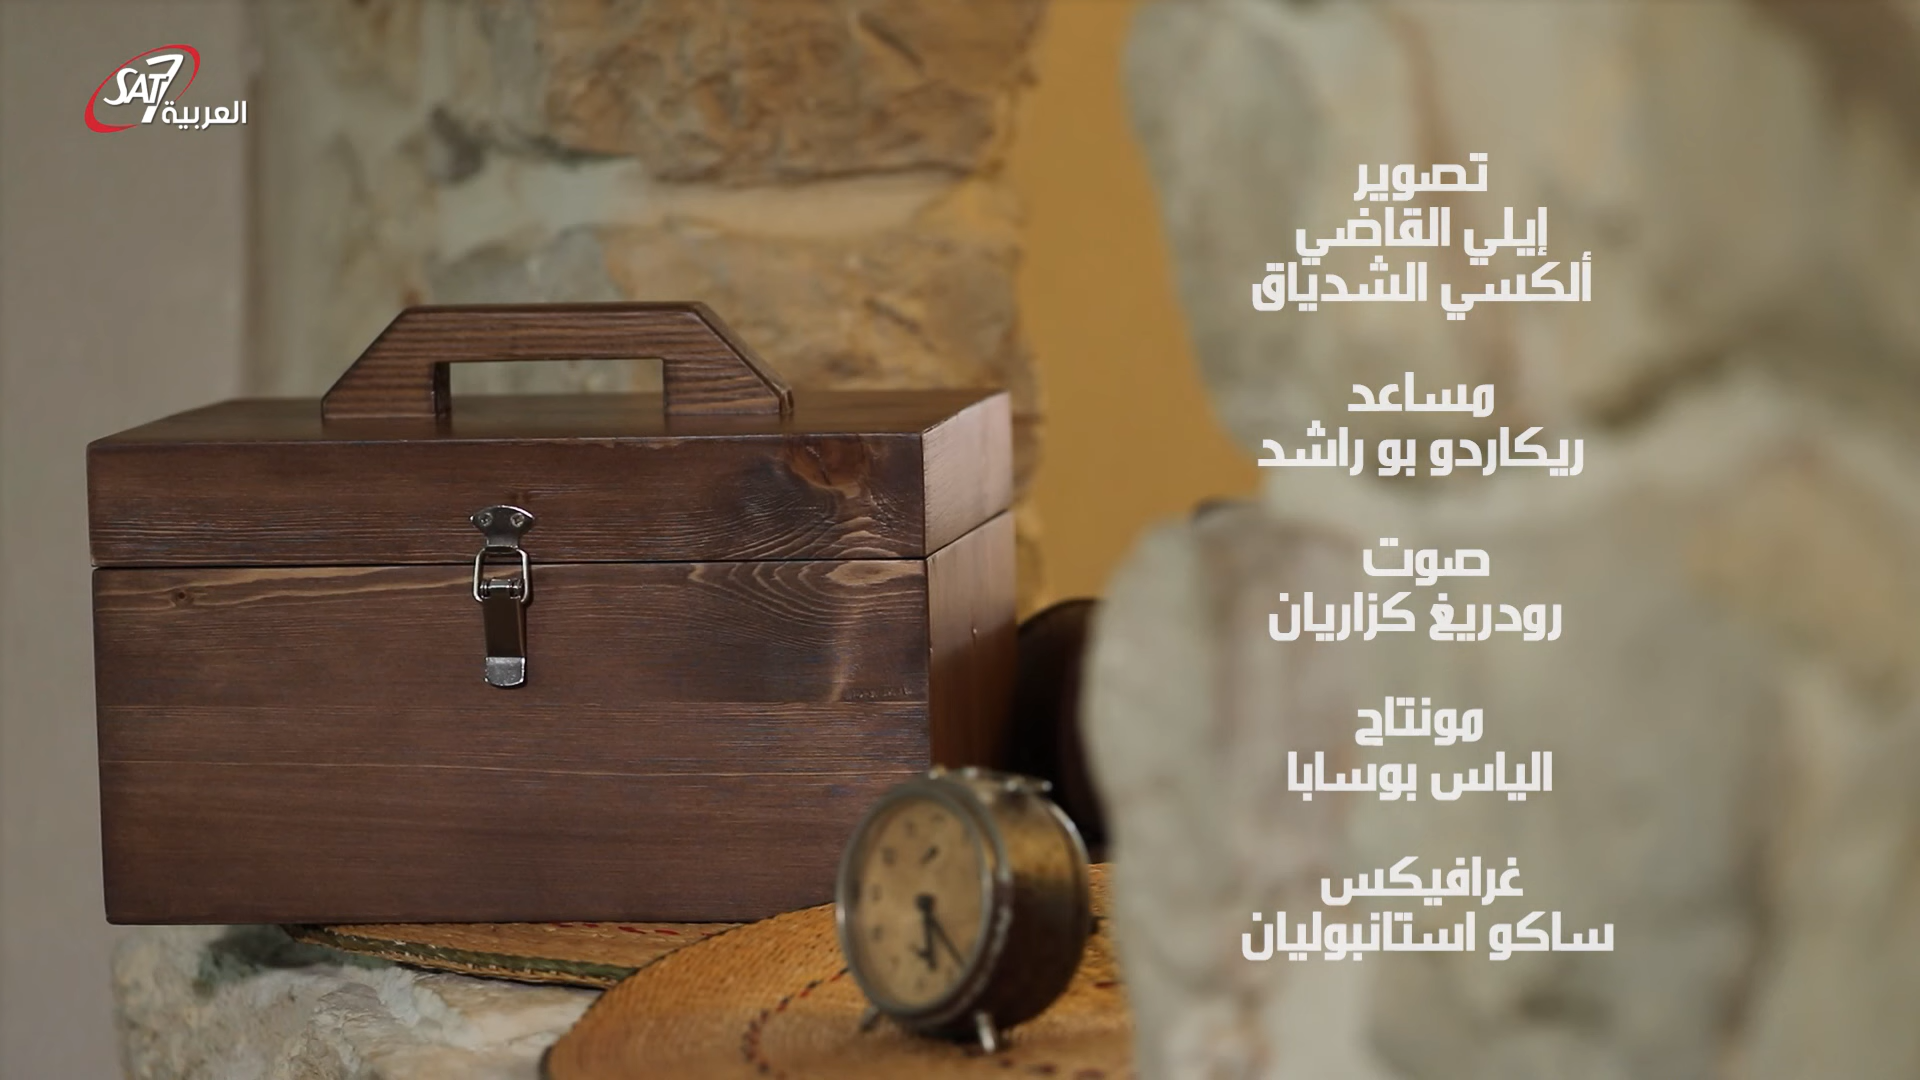 SAT7
العربية
تصوير
إيلي القاضي
ألكسي الشدياق
مساعد
ريكاردو بو راشد
صوت
رودريغ كزاريان
مونتاج
الياس بوسابا
غرافيكس
ساكو استانبوليان